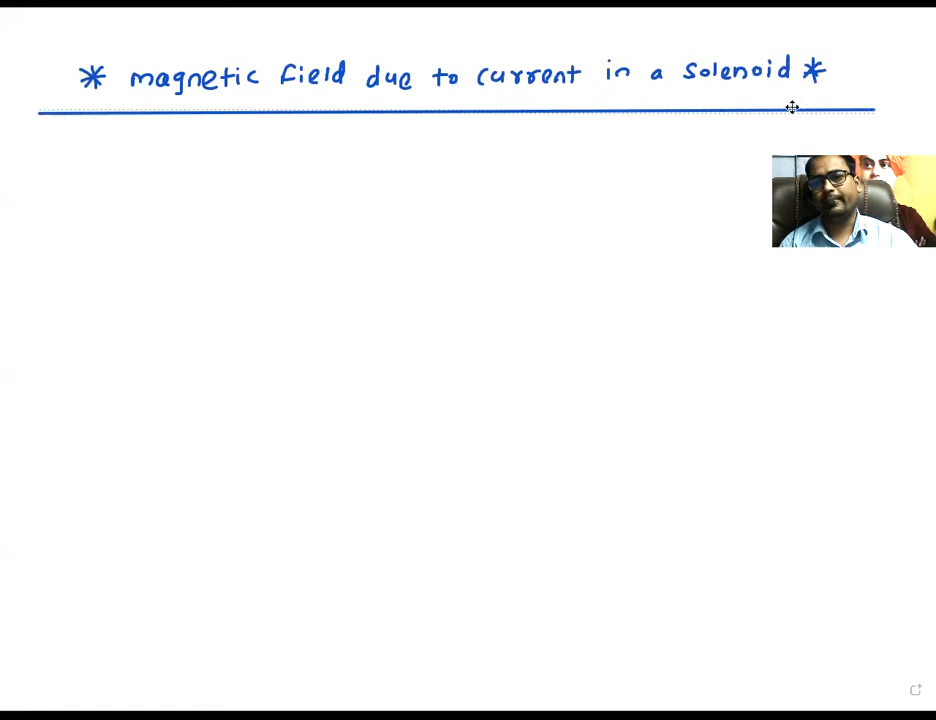 * magnetic field due to current in a solenoid *